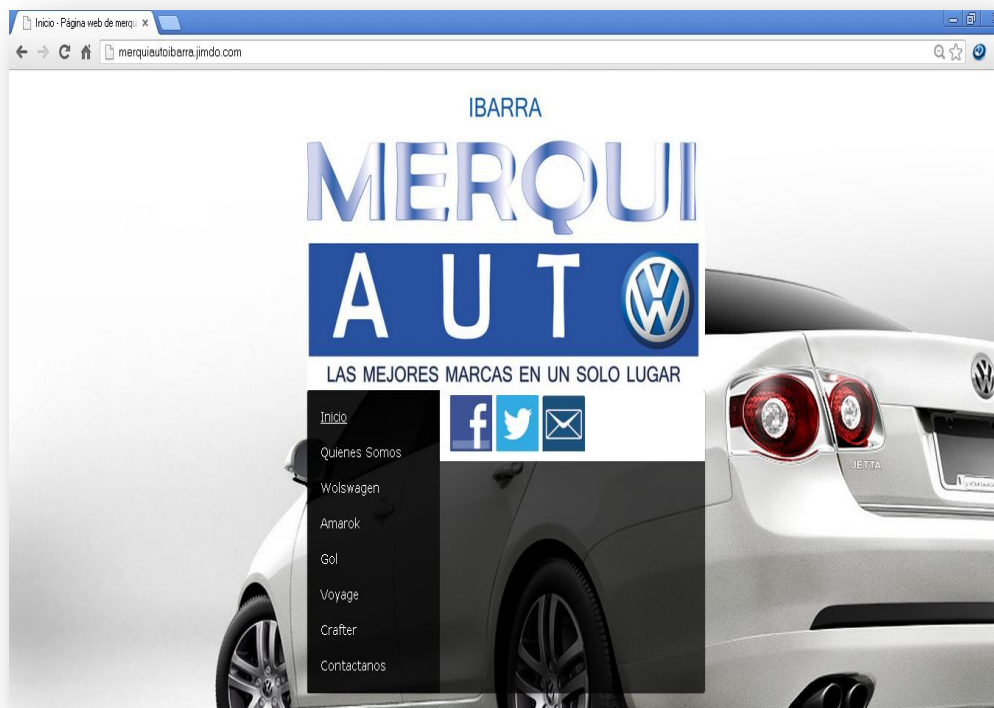 Inicio - Página web de merqu
merquiautoibarra.jimdo.com
IBARRA
MERQUI
AUTO
LAS MEJORES MARCAS EN UN SOLO LUGAR
Inicio
Quienes Somos
Wolswagen
Amarok
Gol
Voyage
Crafter
Contactanos
JETTA